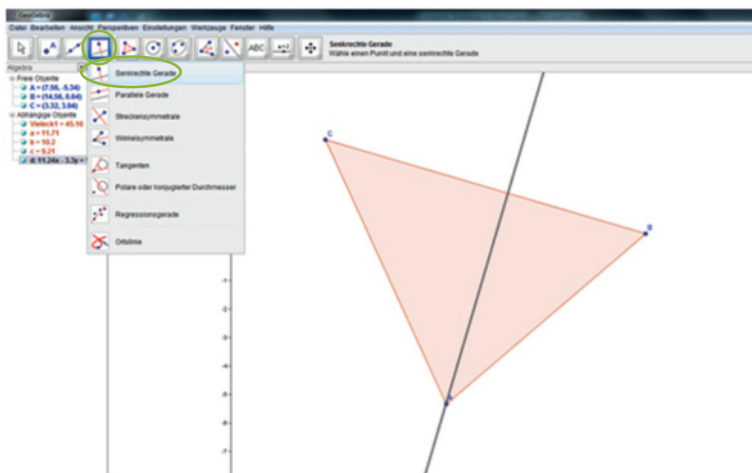 GeoGebra
Datei Bearbeiten Ansicht Perspektiven Einstellungen Werkzeuge Fenster Hilfe
A
ABC
a=2
Senkrechte Gerade
Wähle einen Punkt und eine senkrechte Gerade
Algebra
Freie Objekte
A = (7.56, -5.34)
B = (14.56, 0.64)
C = (3.32, 3.94)
Abhängige Objekte
Vieleck1 = 45.16
a = 11.71
b = 10.2
c = 9.21
d: 11.24x - 3.3y =
Senkrechte Gerade
Parallele Gerade
Streckensymmetrale
Winkelsymmetrale
Tangenten
Polare oder konjugierter Durchmesser
Regressionsgerade
Ortslinie
C
B
A
-1
-2
-3
-4
-5
-6
-7